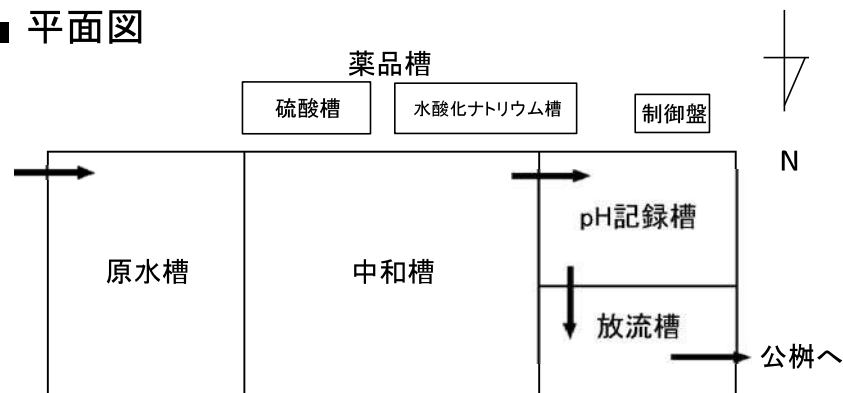 ■ 平面図
薬品槽
硫酸槽
水酸化ナトリウム槽
制御盤
N
原水槽
中和槽
pH記録槽
放流槽
公桝へ